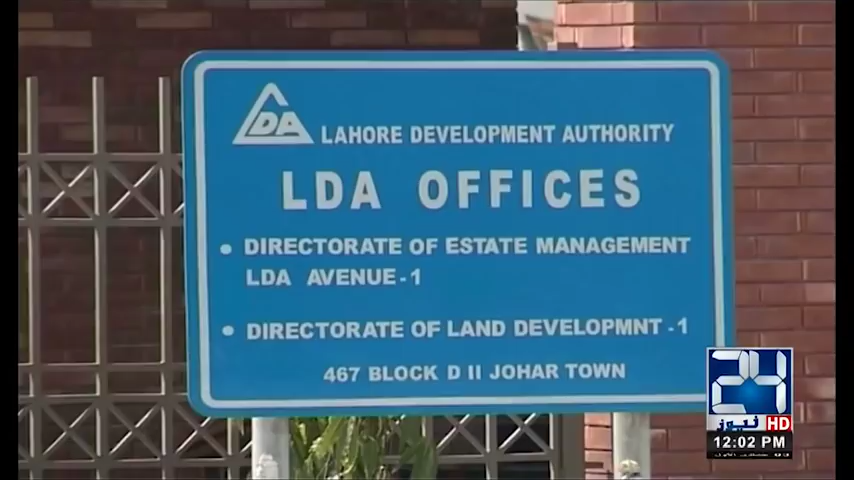 LDA LAHORE DEVELOPMENT AUTHORITY
LDA OFFICES
• DIRECTORATE OF ESTATE MANAGEMENT
LDA AVENUE - 1
• DIRECTORATE OF LAND DEVELOPMNT - 1
467 BLOCK D II JOHAR TOWN
24
نیوز HD
12:02 PM